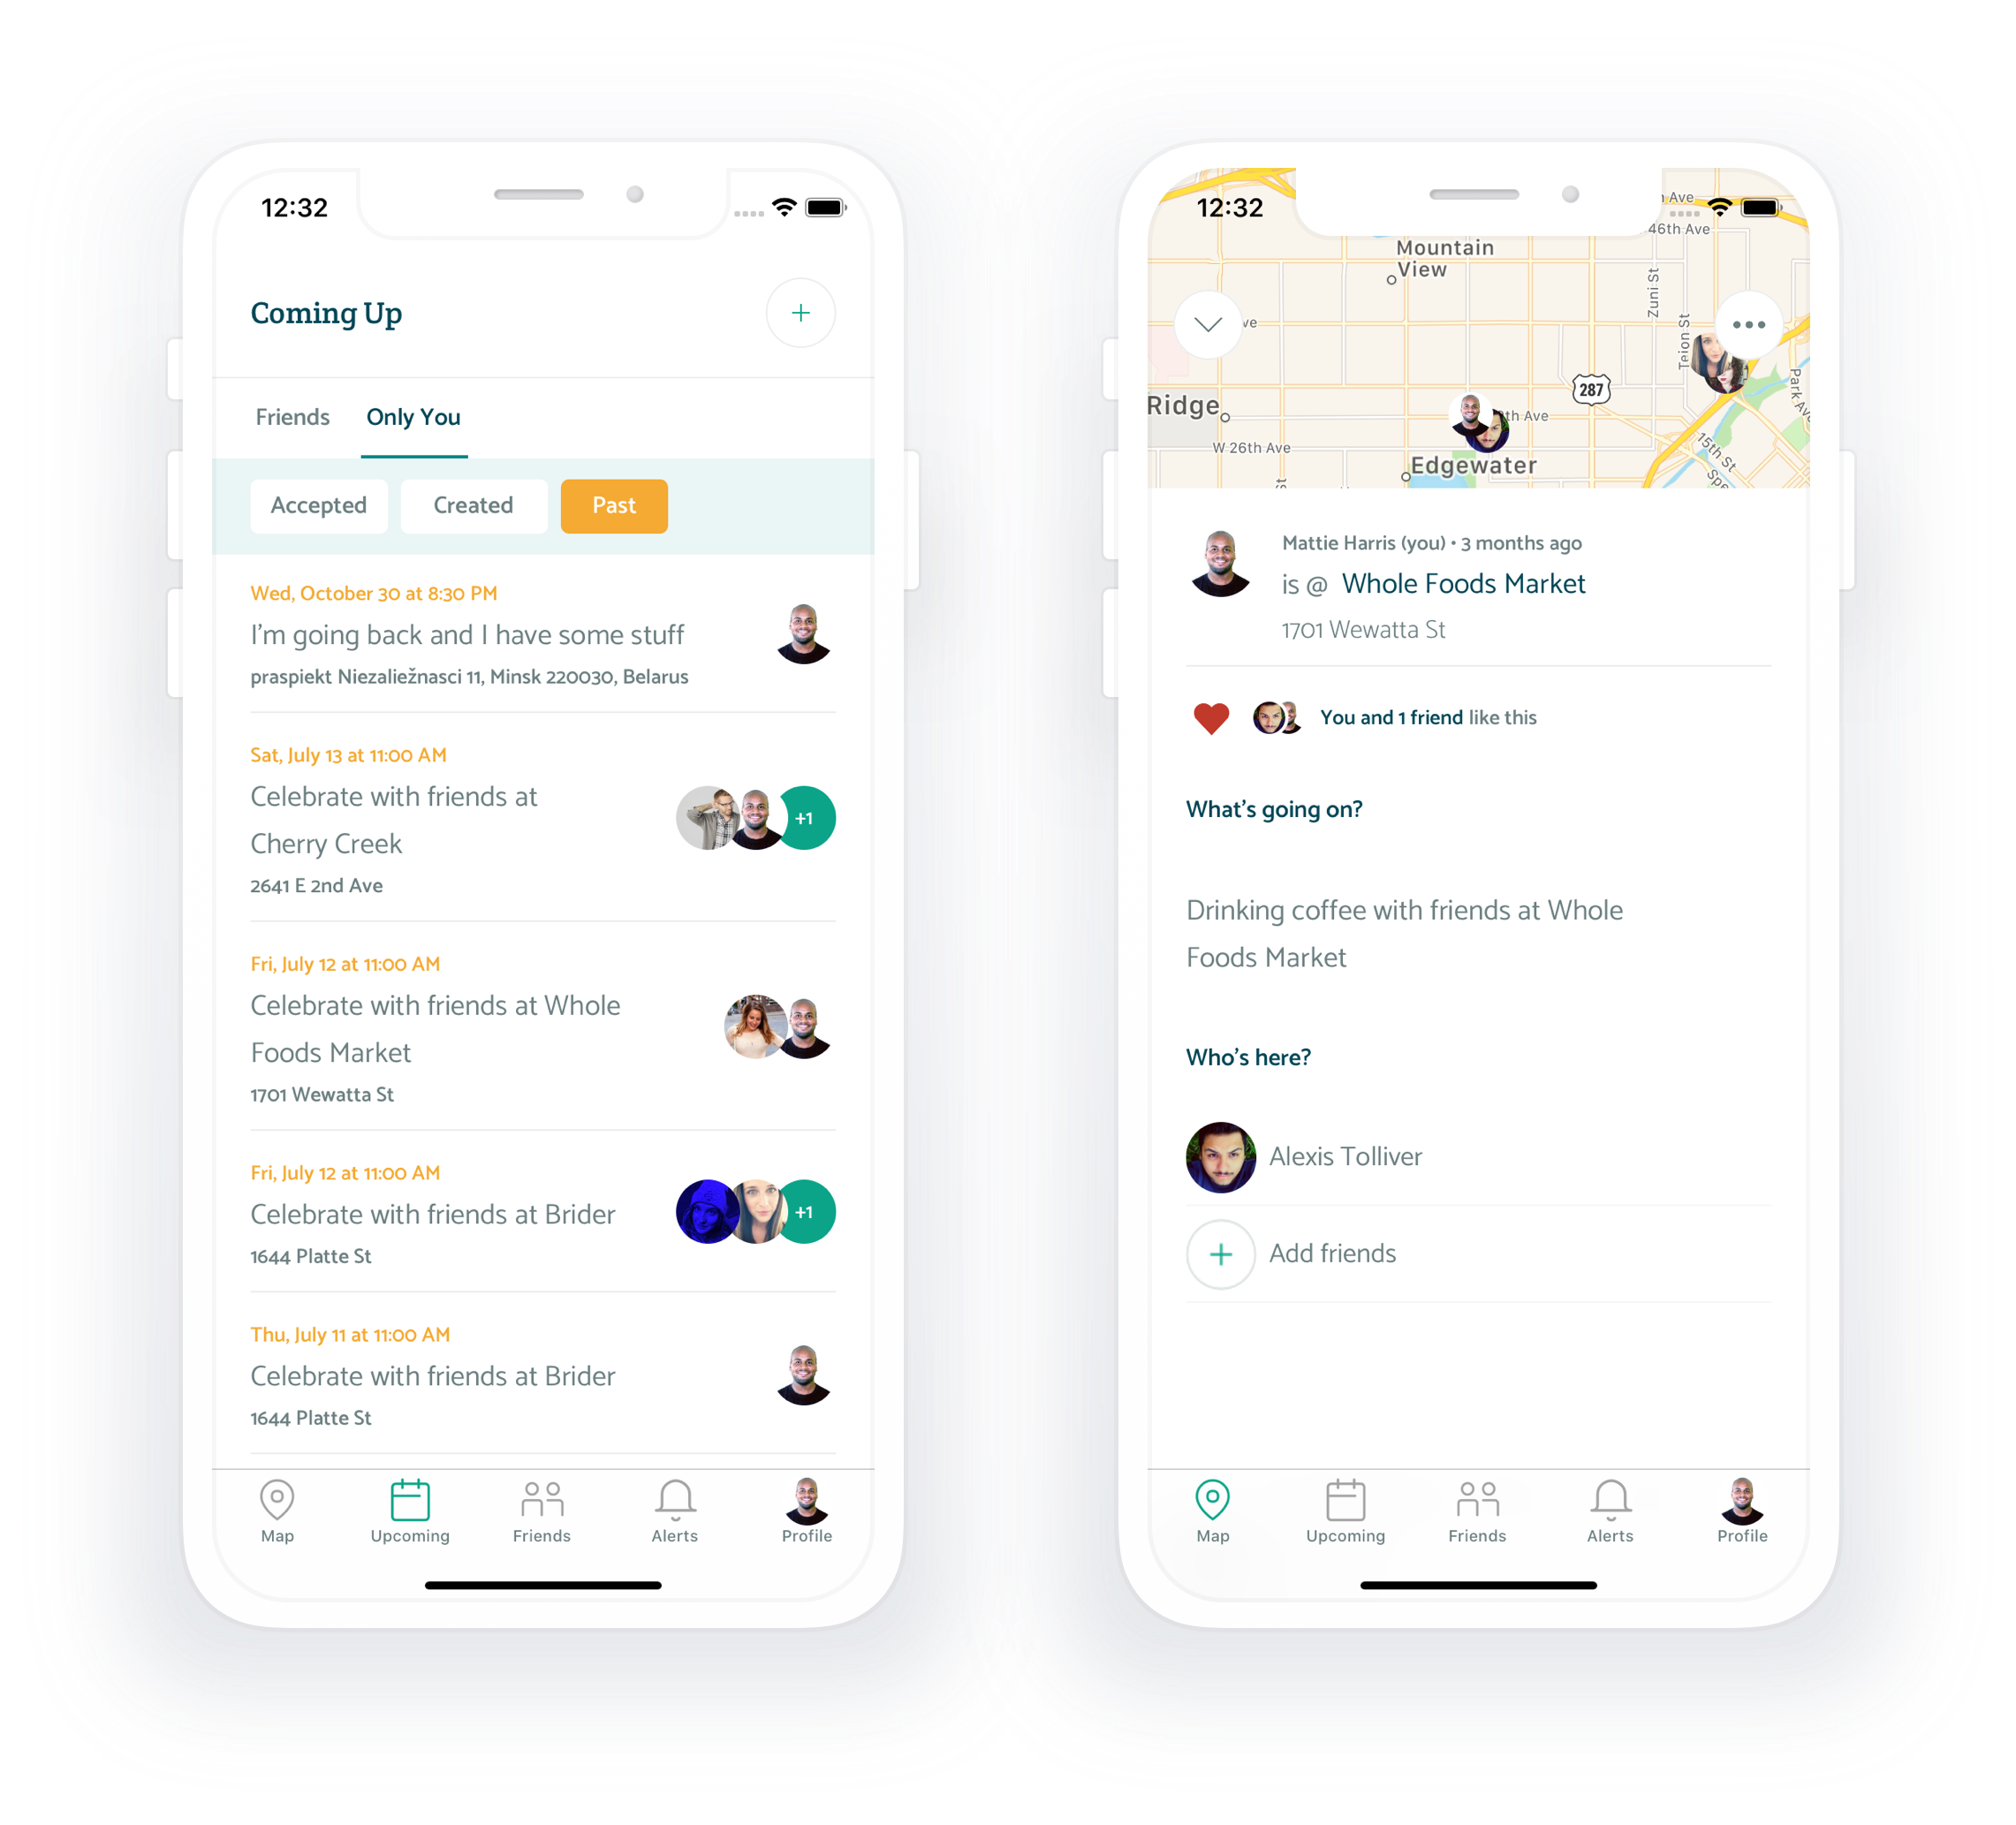 12:32
Coming Up
Friends
Only You
Accepted
Created
Past
Wed, October 30 at 8:30 PM
I'm going back and I have some stuff
praspiekt Niezaliežnasci 11, Minsk 220030, Belarus
Sat, July 13 at 11:00 AM
Celebrate with friends at
Cherry Creek
+1
2641 E 2nd Ave
Fri, July 12 at 11:00 AM
Celebrate with friends at Whole
Foods Market
1701 Wewatta St
Fri, July 12 at 11:00 AM
Celebrate with friends at Brider
+1
1644 Platte St
Thu, July 11 at 11:00 AM
Celebrate with friends at Brider
1644 Platte St
Map
Upcoming
Friends
Alerts
Profile
12:32
Ave
46th Ave
Mountain
View
Zuni St
Tejon St
287
Ridge
Park Av
W 26th Ave
Edgewater
15th St
Mattie Harris (you) • 3 months ago
is @ Whole Foods Market
1701 Wewatta St
You and 1 friend like this
What's going on?
Drinking coffee with friends at Whole
Foods Market
Who's here?
Alexis Tolliver
Add friends
Map
Upcoming
Friends
Alerts
Profile